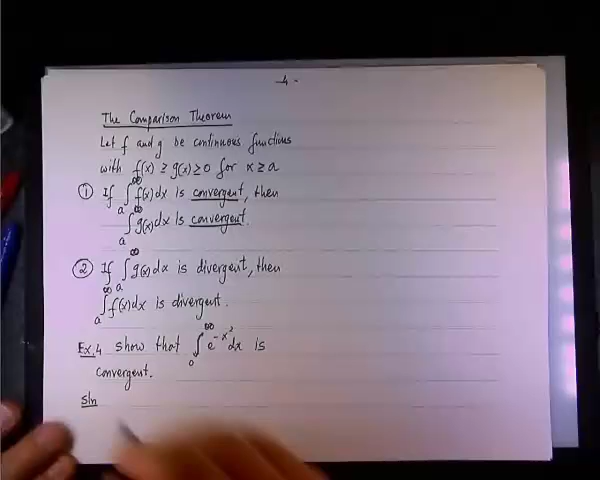 -4-
The Comparison Theorem
Let f and g be continuous functions
with f(x) ≥ g(x) ≥ 0 for x ≥ a
① If ∫_a^∞ f(x)dx is convergent, then
∫_a^∞ g(x)dx is convergent.
② If ∫_a^∞ g(x)dx is divergent, then
∫_a^∞ f(x)dx is divergent.
Ex.4 show that ∫_0^∞ e^{-x^2} dx is
convergent.
Sln